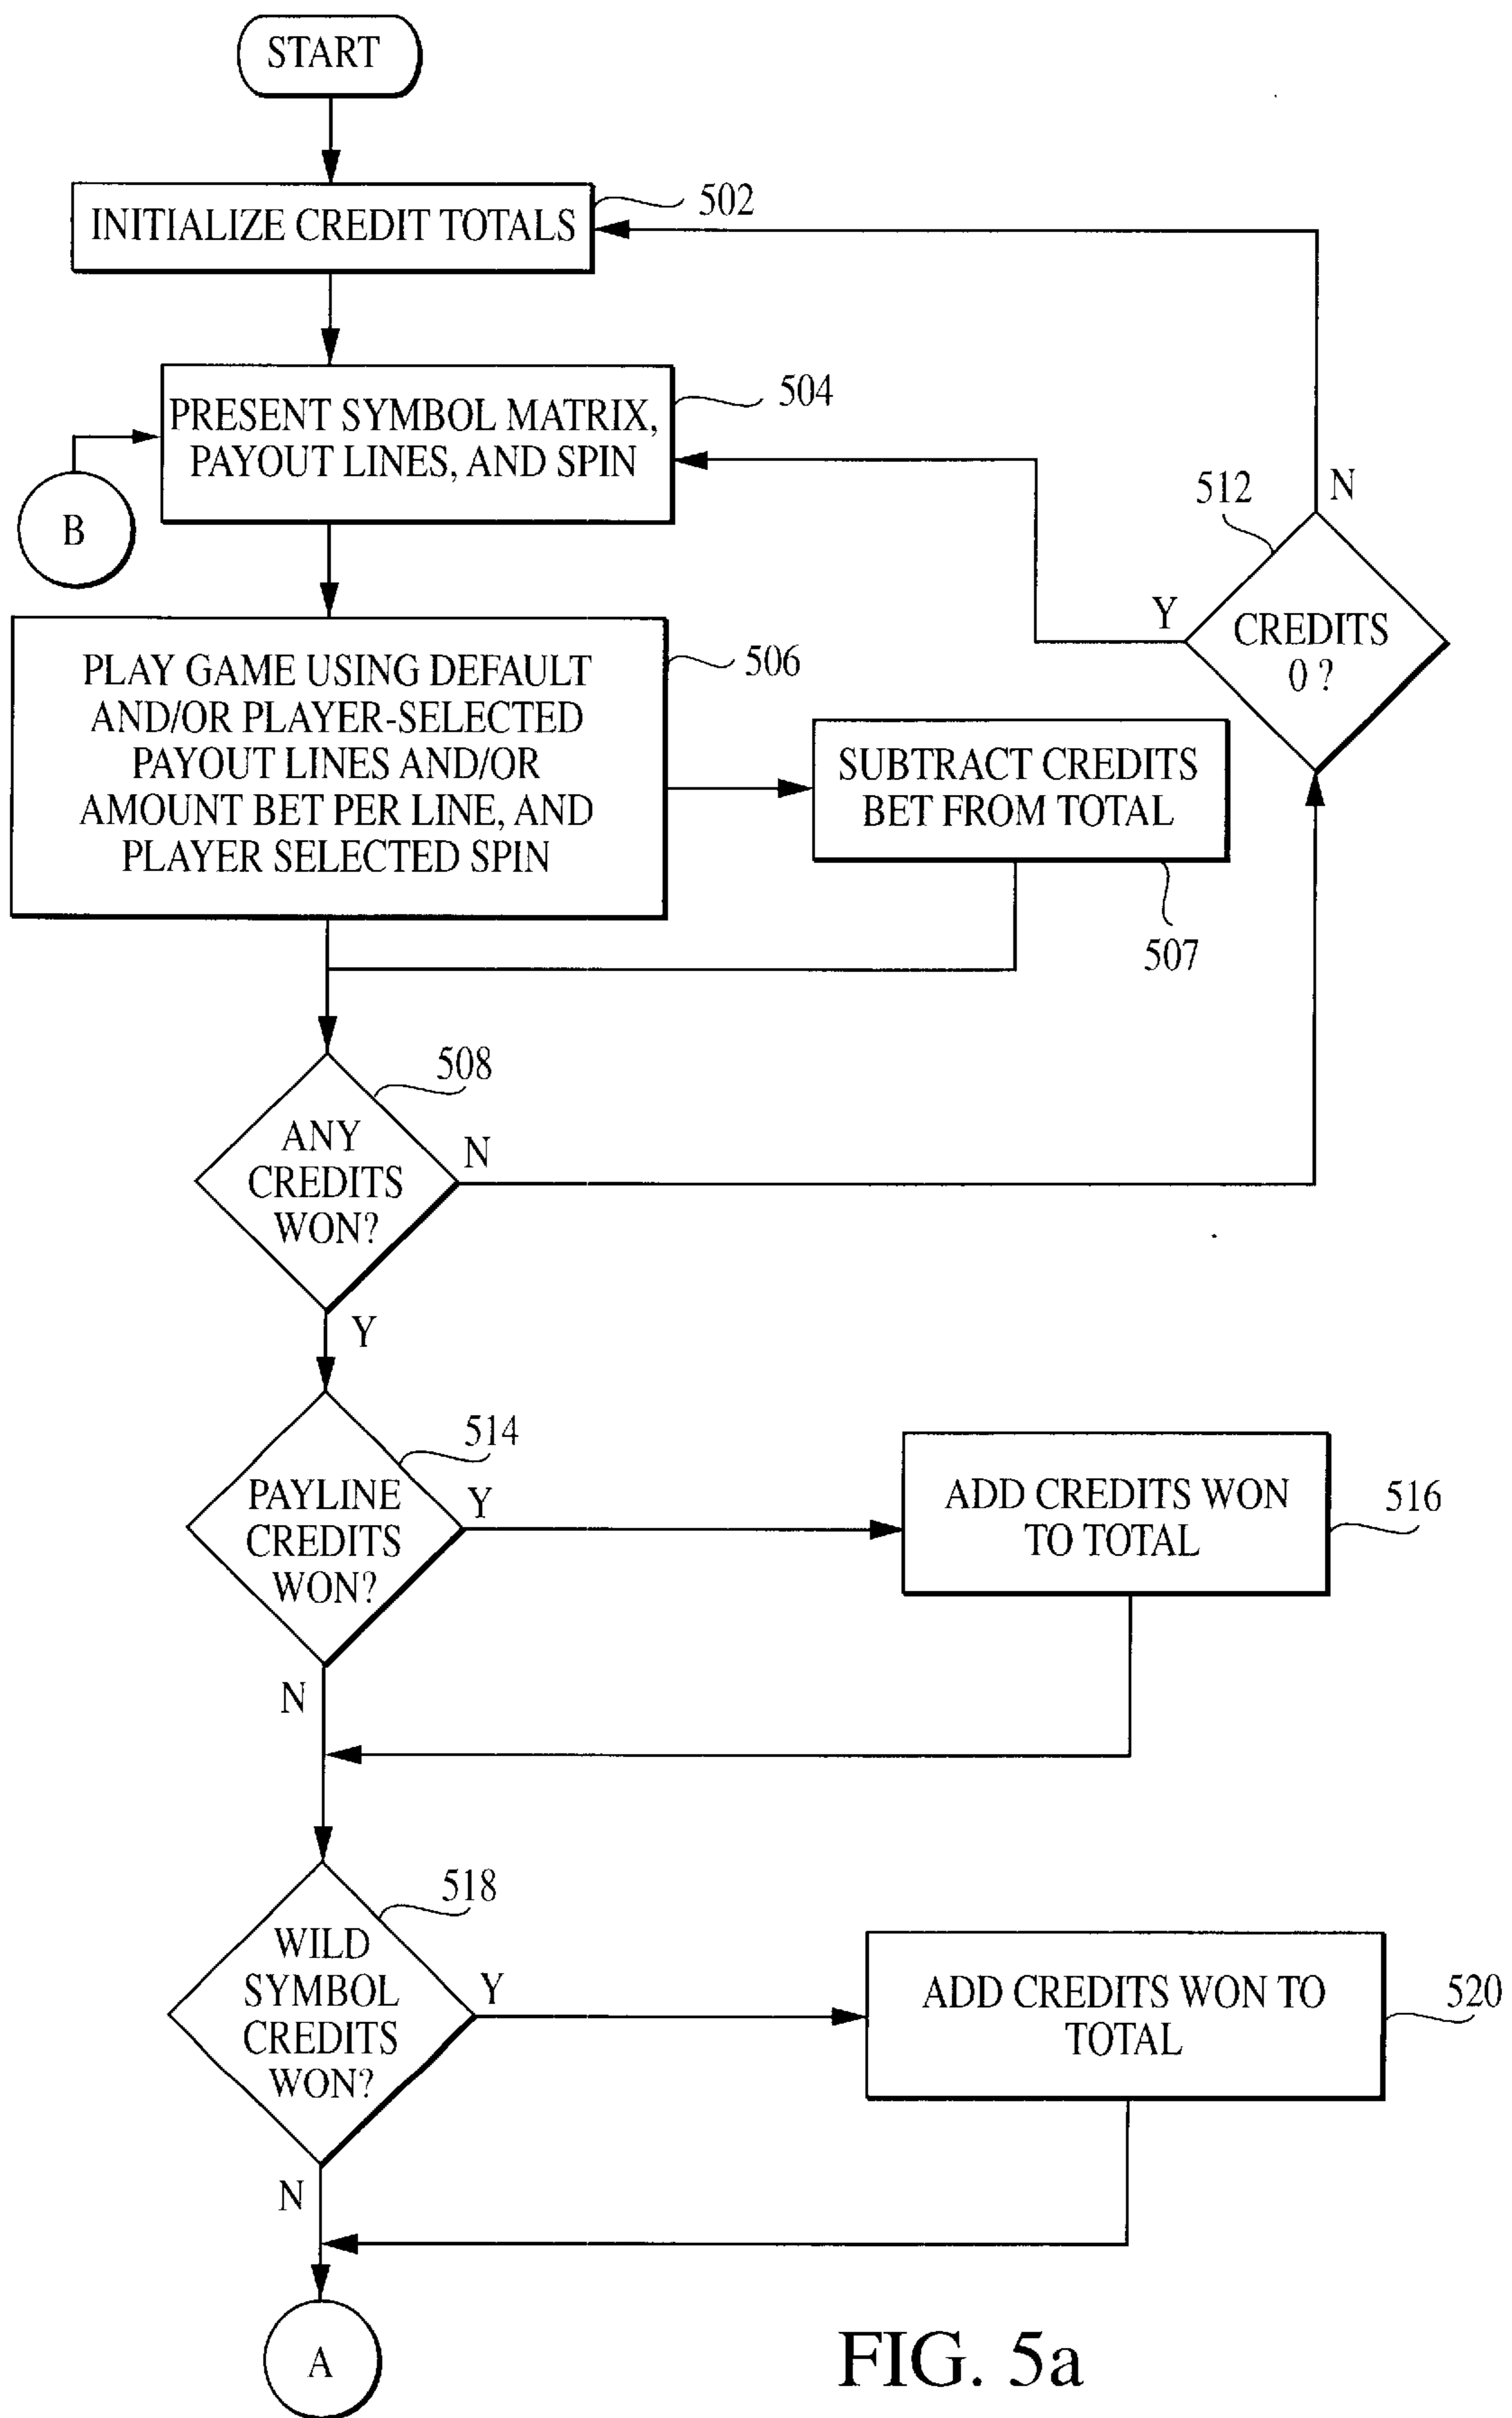 START
INITIALIZE CREDIT TOTALS
502
PRESENT SYMBOL MATRIX,
PAYOUT LINES, AND SPIN
504
B
512
N
Y
CREDITS
0 ?
PLAY GAME USING DEFAULT
AND/OR PLAYER-SELECTED
PAYOUT LINES AND/OR
AMOUNT BET PER LINE, AND
PLAYER SELECTED SPIN
506
SUBTRACT CREDITS
BET FROM TOTAL
507
508
ANY
CREDITS
WON?
N
Y
514
PAYLINE
CREDITS
WON?
Y
ADD CREDITS WON
TO TOTAL
516
N
518
WILD
SYMBOL
CREDITS
WON?
Y
ADD CREDITS WON TO
TOTAL
520
N
A
FIG. 5a